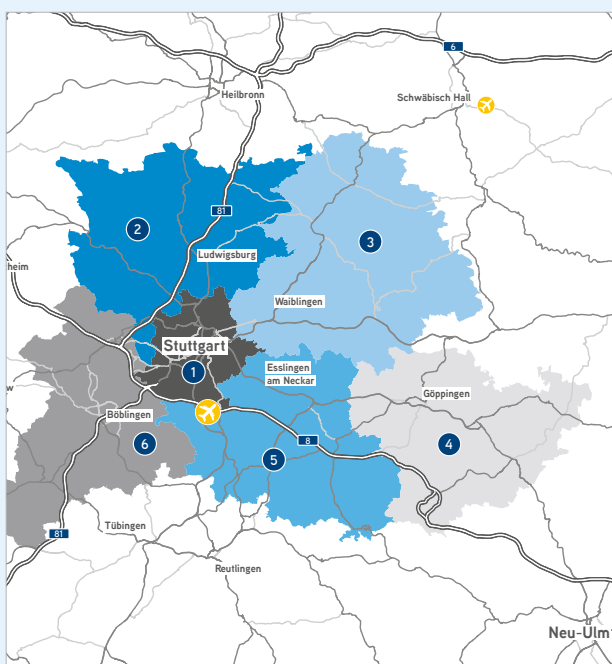 6
Heilbronn
Schwäbisch Hall
81
2
3
Ludwigsburg
heim
Waiblingen
Stuttgart
1
Esslingen
am Neckar
Göppingen
Böblingen
6
8
4
5
81
Tübingen
Reutlingen
Neu-Ulm